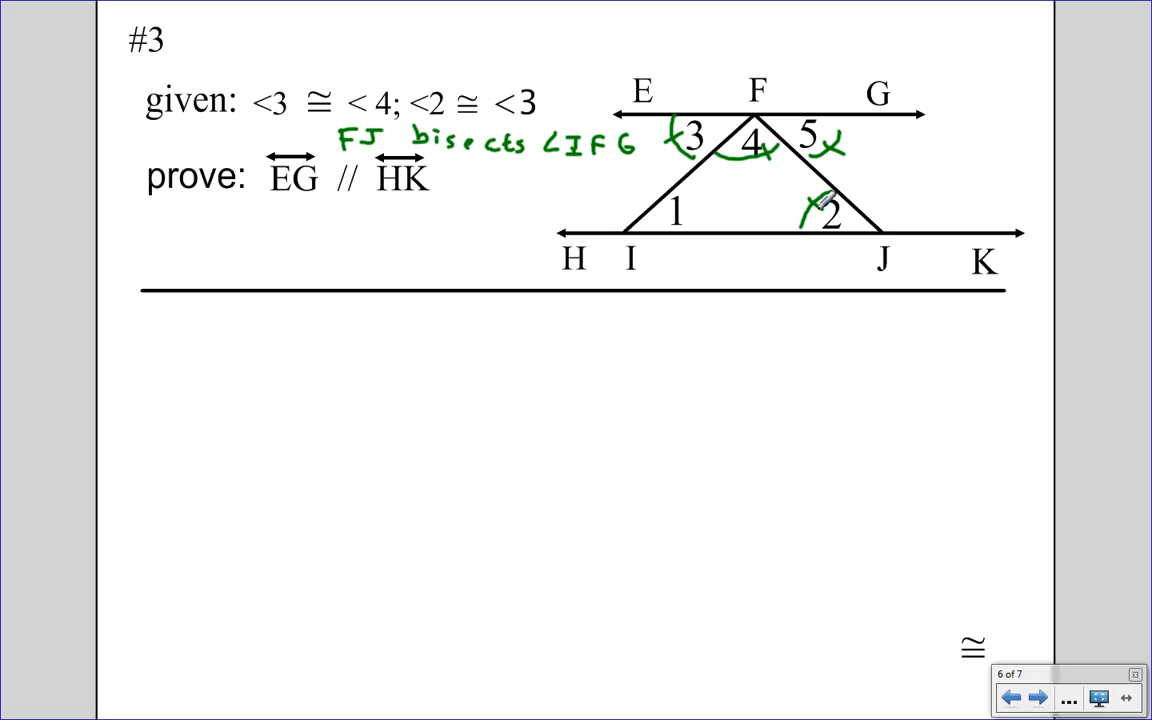 #3
given: <3 ≅ < 4; <2 ≅ <3
FJ bisects <IFG
prove: EG // HK
E F G
3 4 5
1 2
H I J K
≅
6 of 7
...